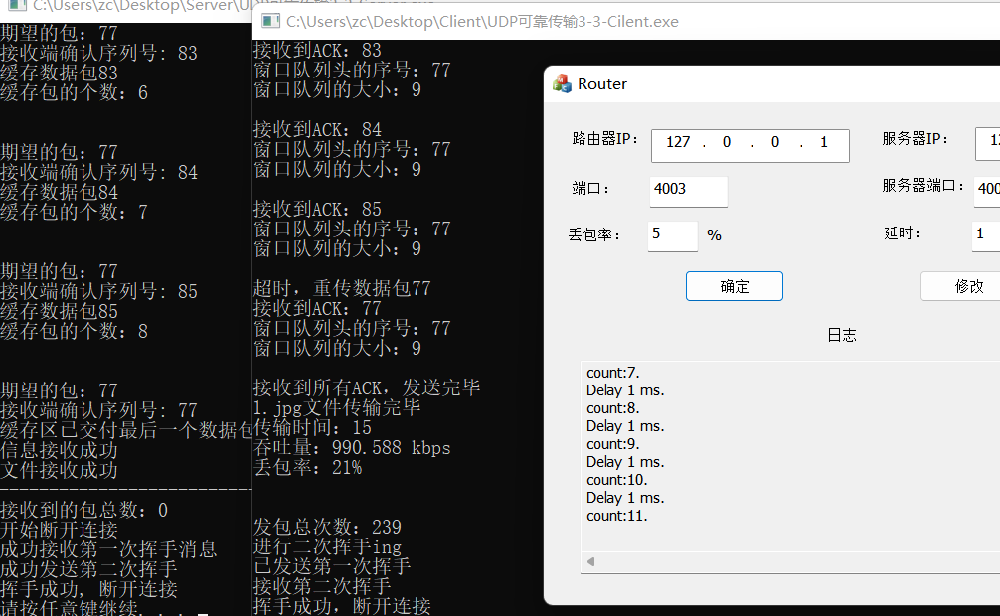 C:\Users\zc\Desktop\Server\UDP可靠传输3-3-Server.exe
期望的包: 77
接收端确认序列号: 83
缓存数据包83
缓存包的个数: 6
期望的包: 77
接收端确认序列号: 84
缓存数据包84
缓存包的个数: 7
期望的包: 77
接收端确认序列号: 85
缓存数据包85
缓存包的个数: 8
期望的包: 77
接收端确认序列号: 77
缓存区已交付最后一个数据包
信息接收成功
文件接收成功
--------------------------
接收到的包总数: 0
开始断开连接
成功接收第一次挥手消息
成功发送第二次挥手
挥手成功, 断开连接
请按任意键继续. . .
C:\Users\zc\Desktop\Client\UDP可靠传输3-3-Cilent.exe
接收到ACK: 83
窗口队列头的序号: 77
窗口队列的大小: 9
接收到ACK: 84
窗口队列头的序号: 77
窗口队列的大小: 9
接收到ACK: 85
窗口队列头的序号: 77
窗口队列的大小: 9
超时, 重传数据包77
接收到ACK: 77
窗口队列头的序号: 77
窗口队列的大小: 9
接收到所有ACK, 发送完毕
1.jpg文件传输完毕
传输时间: 15
吞吐量: 990.588 kbps
丢包率: 21%
发包总次数: 239
进行二次挥手ing
已发送第一次挥手
接收第二次挥手
挥手成功, 断开连接
Router
路由器IP: 127 . 0 . 0 . 1 服务器IP: 12
端口: 4003 服务器端口: 400
丢包率: 5 % 延时: 1
确定 修改
日志
count:7.
Delay 1 ms.
count:8.
Delay 1 ms.
count:9.
Delay 1 ms.
count:10.
Delay 1 ms.
count:11.